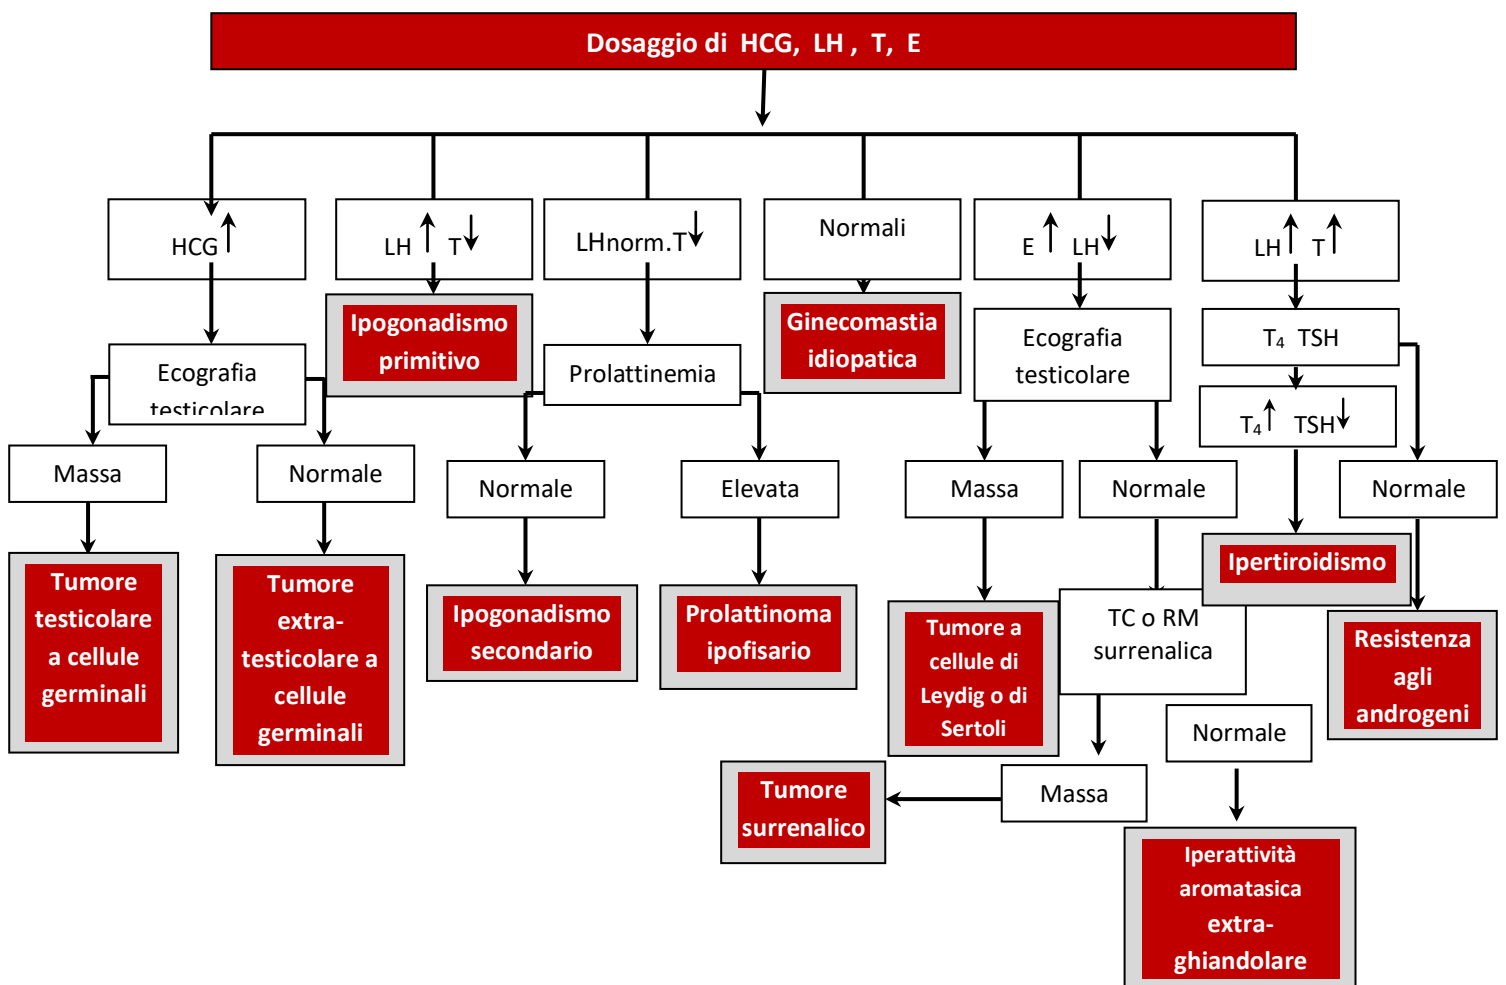 Dosaggio di HCG, LH , T, E
HCG
LH T
LHnorm.T
Normali
E LH
LH T
Ipogonadismo
primitivo
Ginecomastia
idiopatica
Ecografia
testicolare
Prolattinemia
Ecografia
testicolare
T₄ TSH
T₄ TSH
Massa
Normale
Normale
Elevata
Massa
Normale
Normale
Tumore
testicolare
a cellule
germinali
Tumore
extra-
testicolare a
cellule
germinali
Ipogonadismo
secondario
Prolattinoma
ipofisario
Tumore a
cellule di
Leydig o di
Sertoli
TC o RM
surrenalica
Ipertiroidismo
Resistenza
agli
androgeni
Normale
Massa
Tumore
surrenalico
Iperattività
aromatasica
extra-
ghiandolare